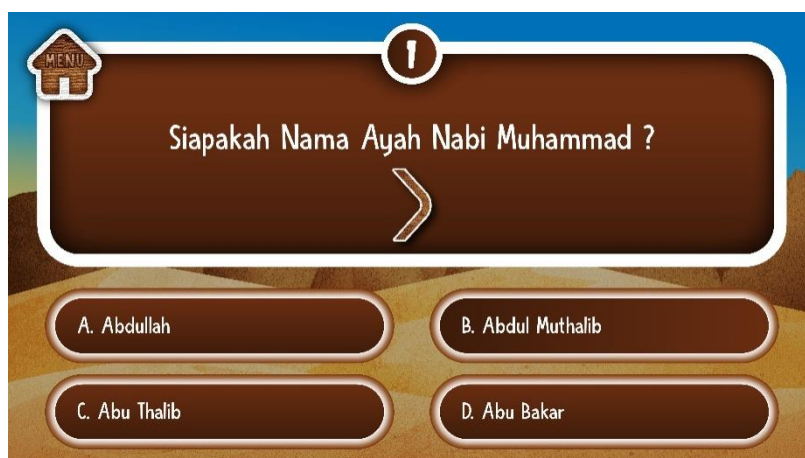 MENU
1
Siapakah Nama Ayah Nabi Muhammad ?
A. Abdullah
B. Abdul Muthalib
C. Abu Thalib
D. Abu Bakar